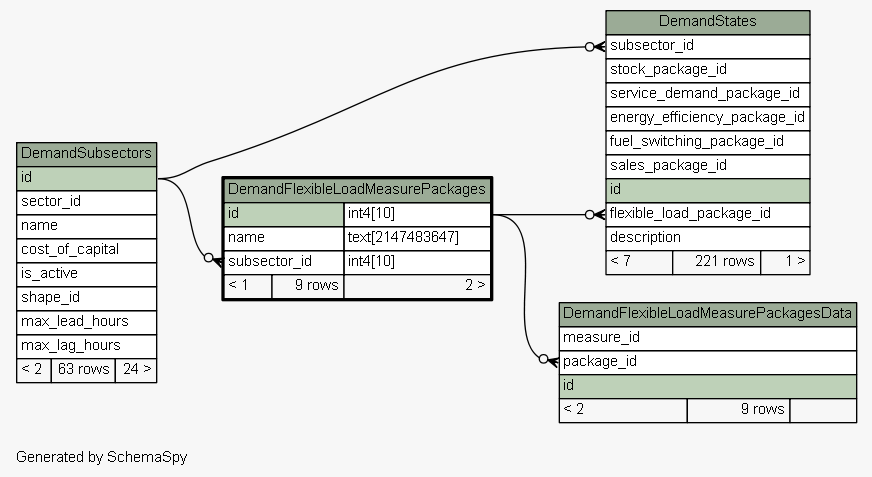 DemandStates
subsector_id
stock_package_id
service_demand_package_id
energy_efficiency_package_id
fuel_switching_package_id
sales_package_id
id
flexible_load_package_id
description
< 7 221 rows 1 >
DemandSubsectors
id
sector_id
name
cost_of_capital
is_active
shape_id
max_lead_hours
max_lag_hours
< 2 63 rows 24 >
DemandFlexibleLoadMeasurePackages
id int4[10]
name text[2147483647]
subsector_id int4[10]
< 1 9 rows 2 >
DemandFlexibleLoadMeasurePackagesData
measure_id
package_id
id
< 2 9 rows
Generated by SchemaSpy